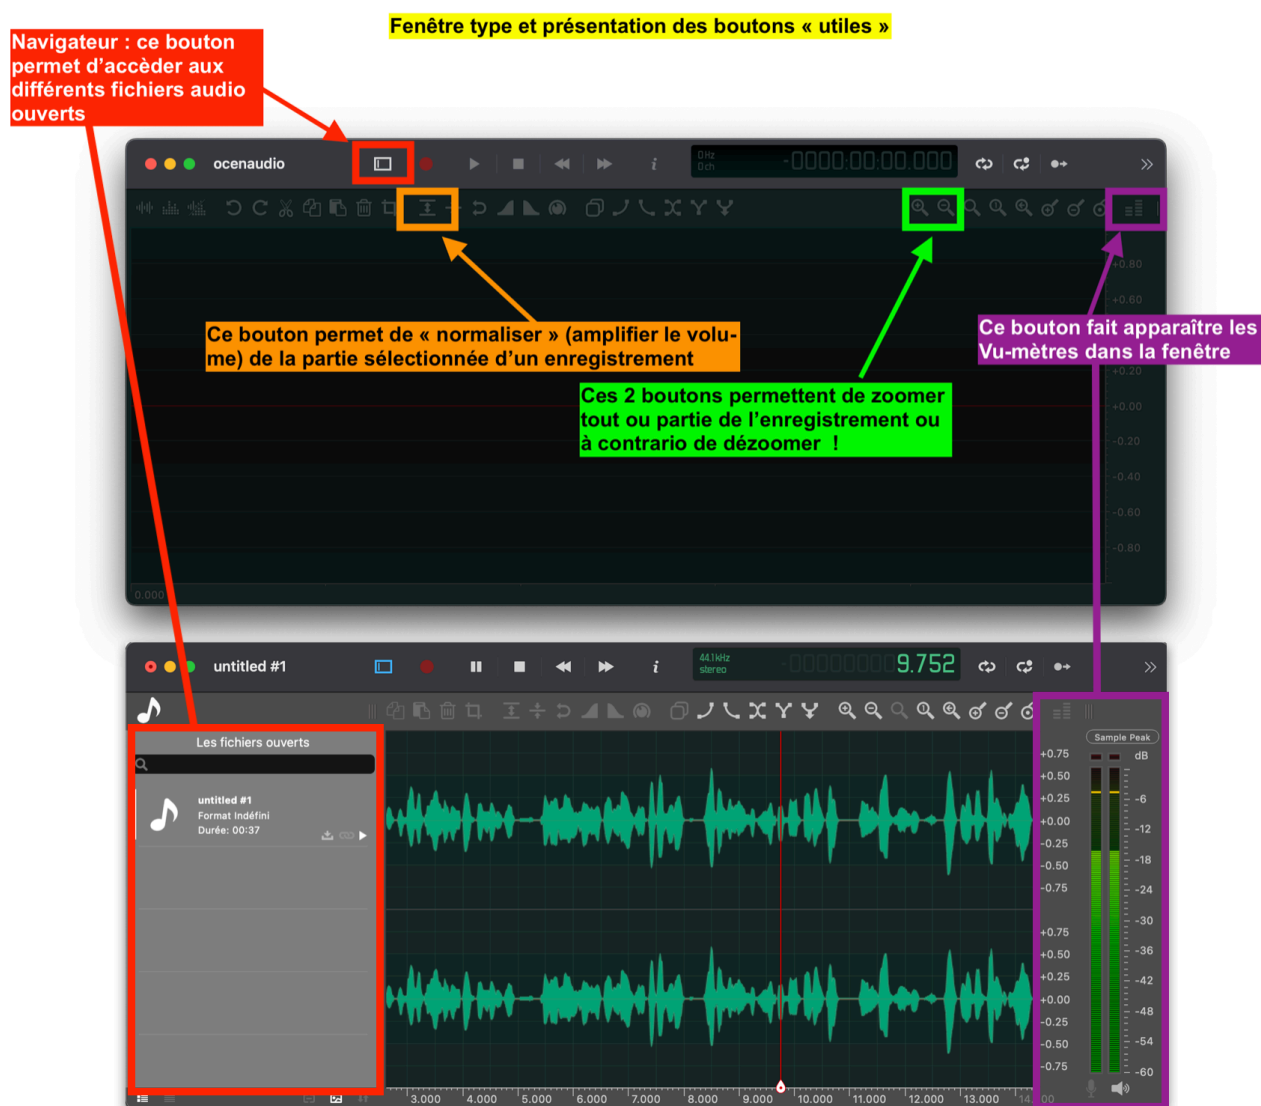 Fenêtre type et présentation des boutons « utiles »
Navigateur : ce bouton
permet d'accèder aux
différents fichiers audio
ouverts
ocenaudio
0 Hz
0 ch
-0000:00:00.000
+0.80
+0.60
Ce bouton permet de « normaliser » (amplifier le volu-
me) de la partie sélectionnée d'un enregistrement
Ce bouton fait apparaître les
Vu-mètres dans la fenêtre
+0.20
Ces 2 boutons permettent de zoomer
tout ou partie de l'enregistrement ou
à contrario de dézoomer !
+0.00
-0.20
-0.40
-0.60
-0.80
0.000
untitled #1
44.1 kHz
stereo
9.752
Les fichiers ouverts
untitled #1
Format Indéfini
Durée: 00:37
+0.75
+0.50
+0.25
+0.00
-0.25
-0.50
-0.75
+0.75
+0.50
+0.25
+0.00
-0.25
-0.50
-0.75
Sample Peak
dB
-6
-12
-18
-24
-30
-36
-42
-48
-54
-60
3.000 4.000 5.000 6.000 7.000 8.000 9.000 10.000 11.000 12.000 13.000